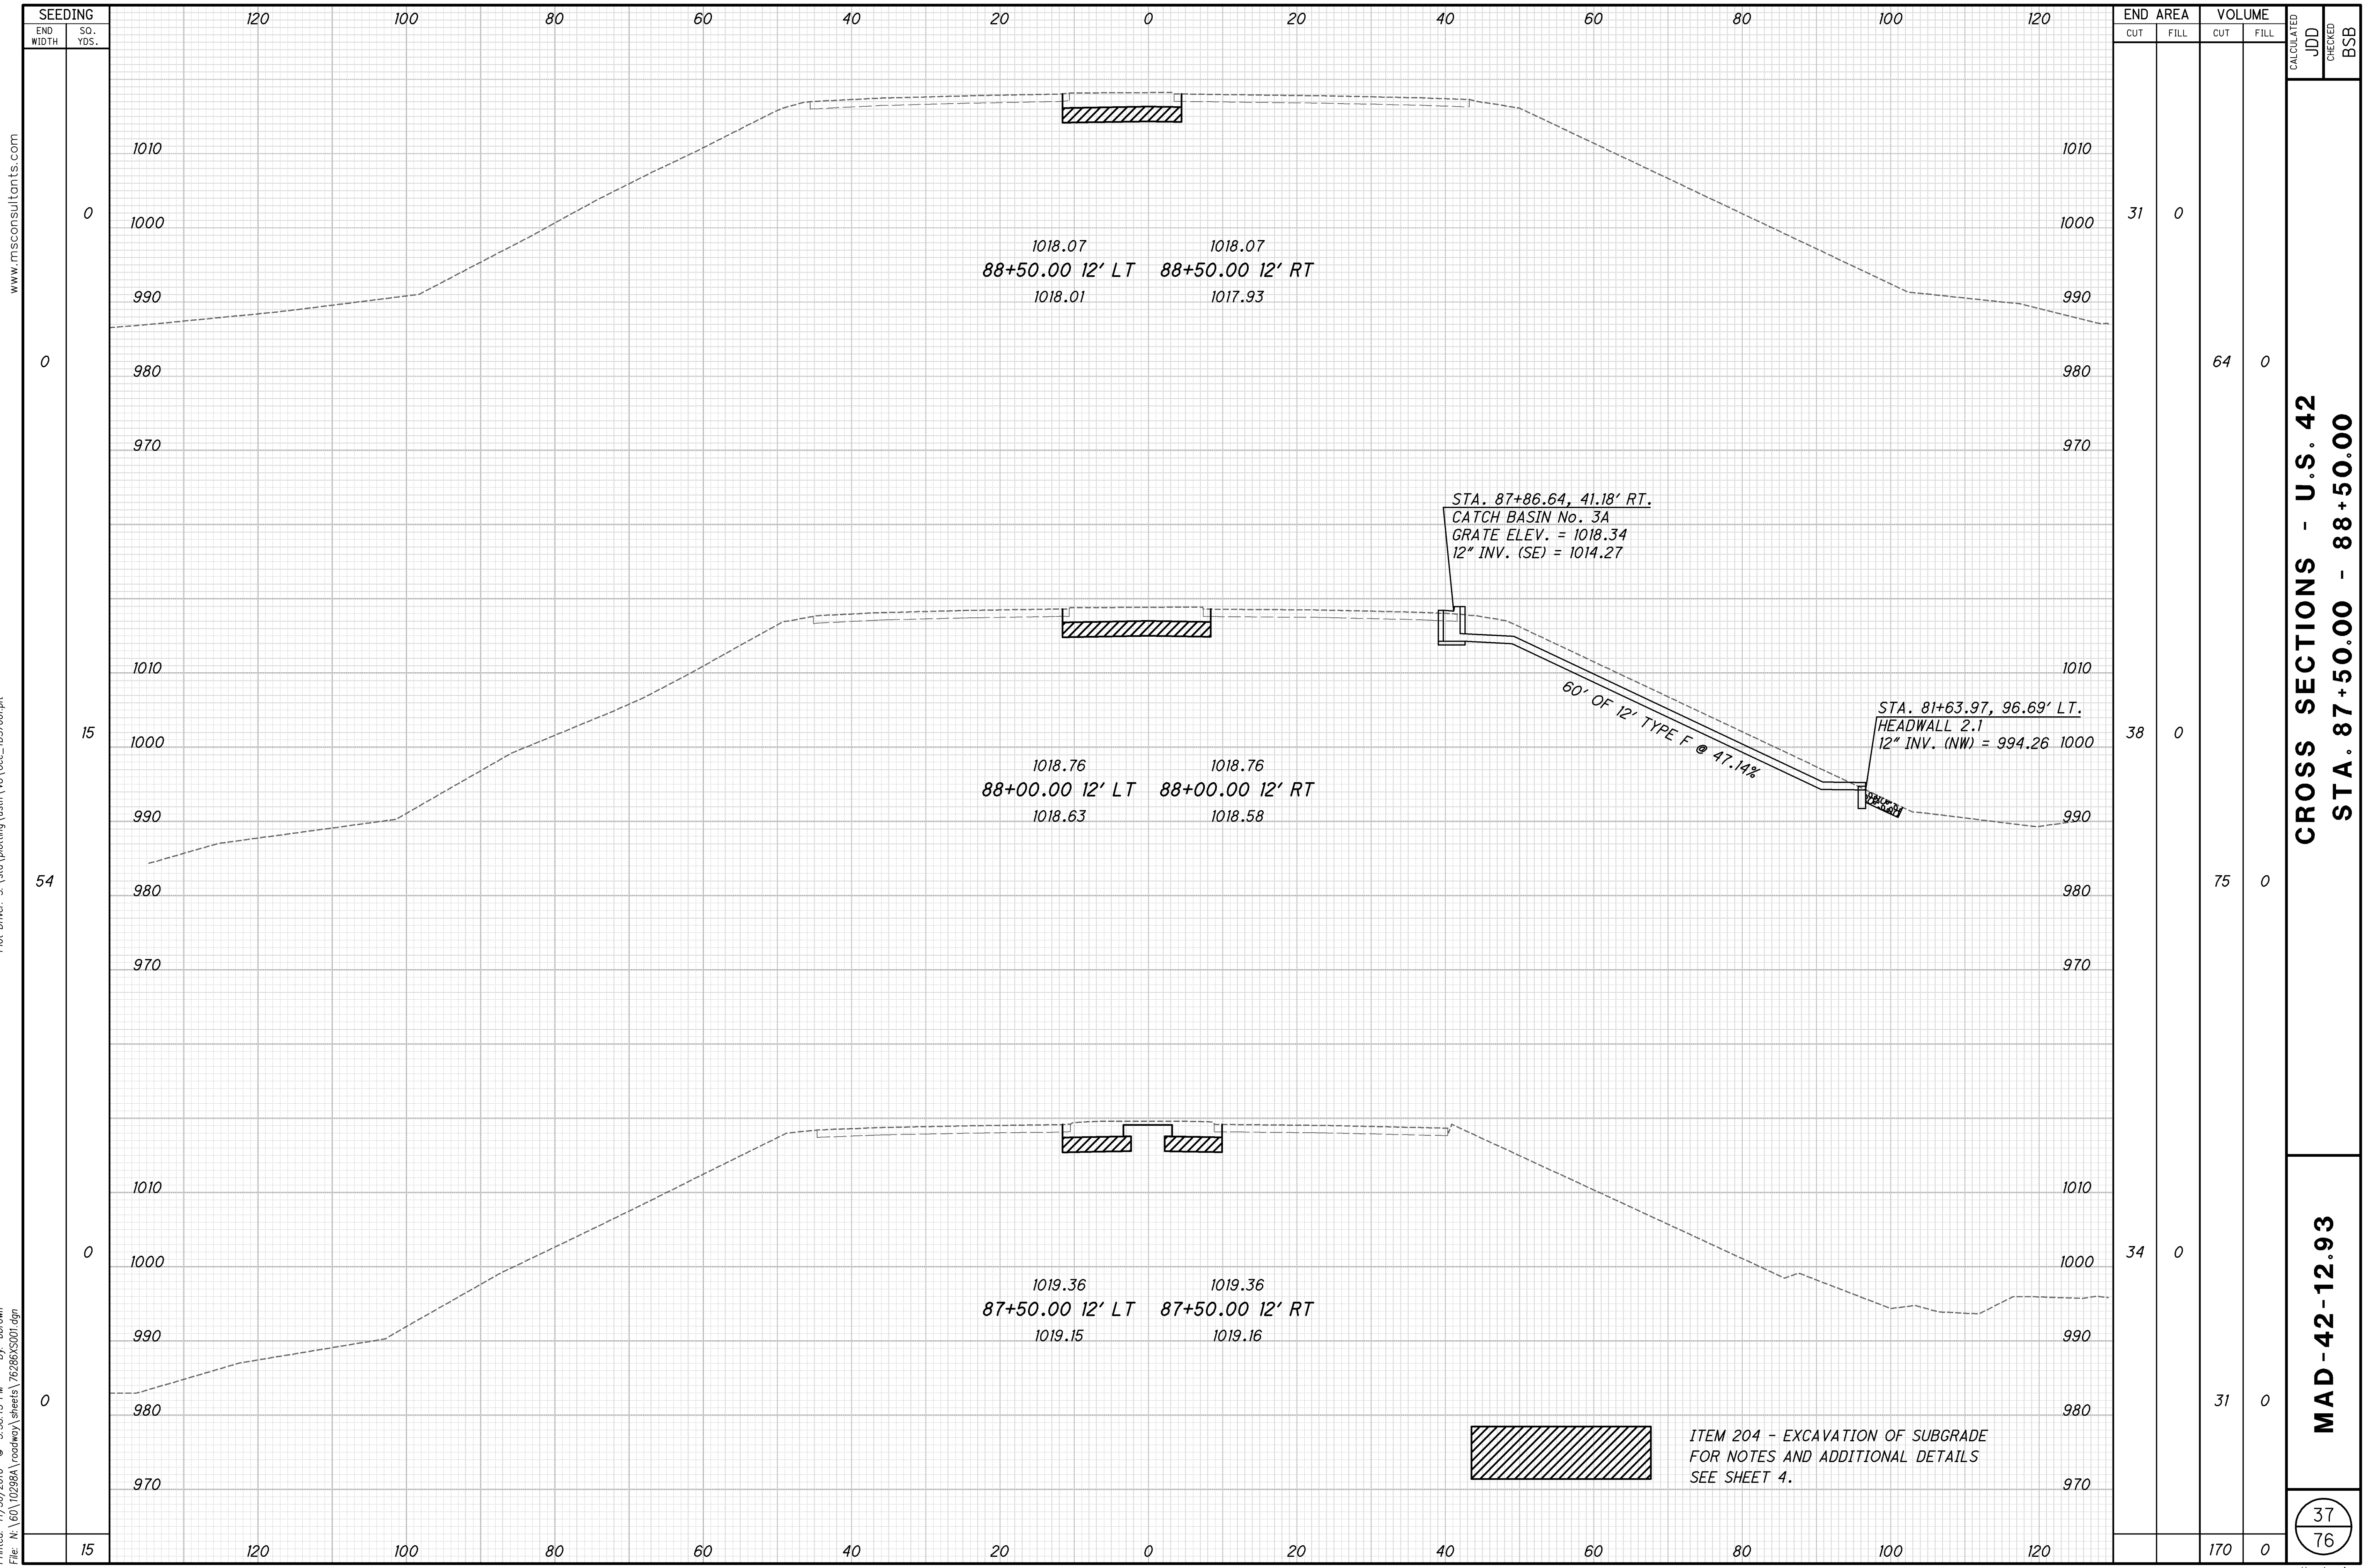 SEEDING
END WIDTH
SQ. YDS.
120 100 80 60 40 20 0 20 40 60 80 100 120
END AREA
VOLUME
CUT FILL CUT FILL
CALCULATED
JDD
CHECKED
BSB
www.msconsultants.com
1010 1010
0 31 0
1000 1000
1018.07 1018.07
88+50.00 12' LT 88+50.00 12' RT
1018.01 1017.93
990 990
0 64 0
980 980
970 970
STA. 87+86.64, 41.18' RT.
CATCH BASIN No. 3A
GRATE ELEV. = 1018.34
12" INV. (SE) = 1014.27
1010 1010
60' OF 12' TYPE F @ 47.14%
STA. 81+63.97, 96.69' LT.
HEADWALL 2.1
12" INV. (NW) = 994.26
15 38 0
1000 1000
1018.76 1018.76
88+00.00 12' LT 88+00.00 12' RT
1018.63 1018.58
990 990
54 75 0
980 980
970 970
1010 1010
0 34 0
1000 1000
1019.36 1019.36
87+50.00 12' LT 87+50.00 12' RT
1019.15 1019.16
990 990
0 31 0
980 980
970 970
ITEM 204 - EXCAVATION OF SUBGRADE
FOR NOTES AND ADDITIONAL DETAILS
SEE SHEET 4.
15 170 0
120 100 80 60 40 20 0 20 40 60 80 100 120
CROSS SECTIONS - U.S. 42
STA. 87+50.00 - 88+50.00
MAD-42-12.93
37
76
File: N:\60\10298A\roadway\sheets\76286XS001.dgn